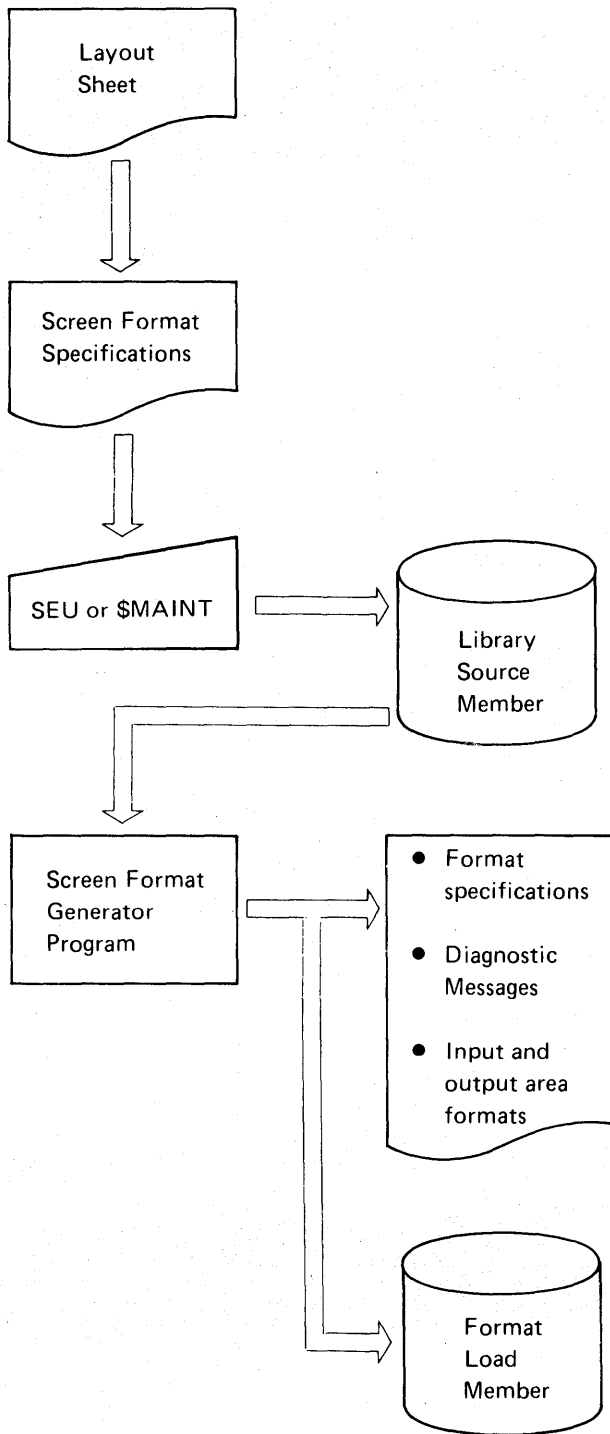 Layout
Sheet
Screen Format
Specifications
SEU or $MAINT
Library
Source
Member
Screen Format
Generator
Program
● Format
specifications
● Diagnostic
Messages
● Input and
output area
formats
Format
Load
Member